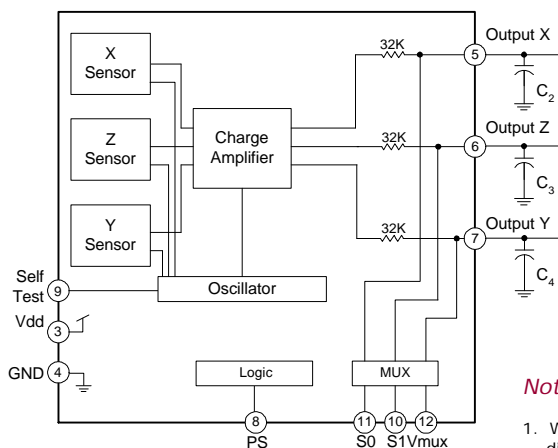 X
Sensor
Z
Sensor
Y
Sensor
Charge
Amplifier
32K
32K
32K
5
Output X
C2
6
Output Z
C3
7
Output Y
C4
Oscillator
Self
Test
9
Vdd
3
GND
4
Logic
MUX
8
PS
11
10
12
S0
S1
Vmux
Not
1.